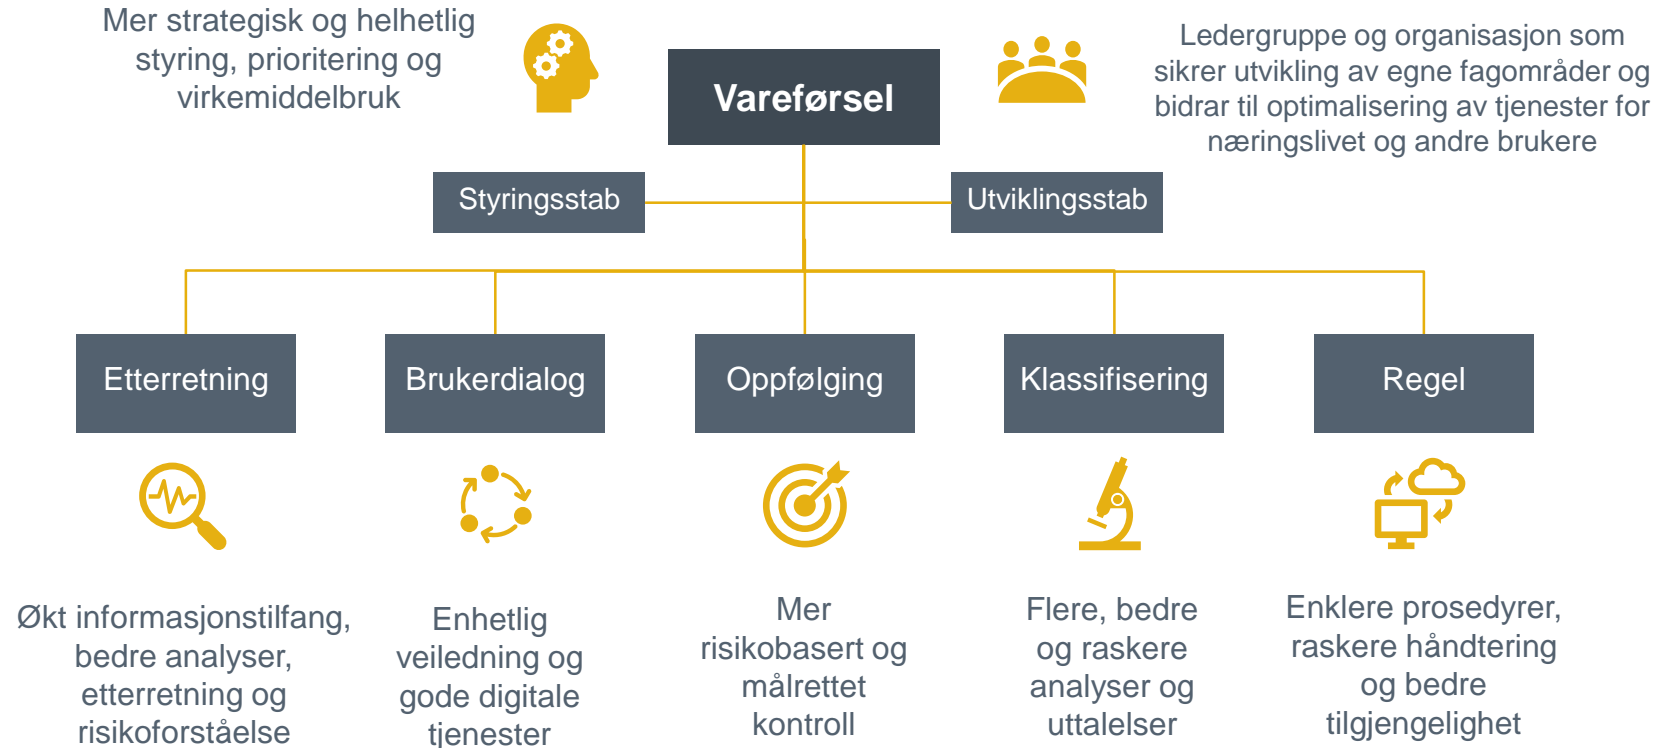 Mer strategisk og helhetlig
styring, prioritering og
virkemiddelbruk
Vareførsel
Ledergruppe og organisasjon som
sikrer utvikling av egne fagområder og
bidrar til optimalisering av tjenester for
næringslivet og andre brukere
Styringsstab
Utviklingsstab
Etterretning
Brukerdialog
Oppfølging
Klassifisering
Regel
Økt informasjonstilfang,
bedre analyser,
etterretning og
risikoforståelse
Enhetlig
veiledning og
gode digitale
tjenester
Mer
risikobasert og
målrettet
kontroll
Flere, bedre
og raskere
analyser og
uttalelser
Enklere prosedyrer,
raskere håndtering
og bedre
tilgjengelighet